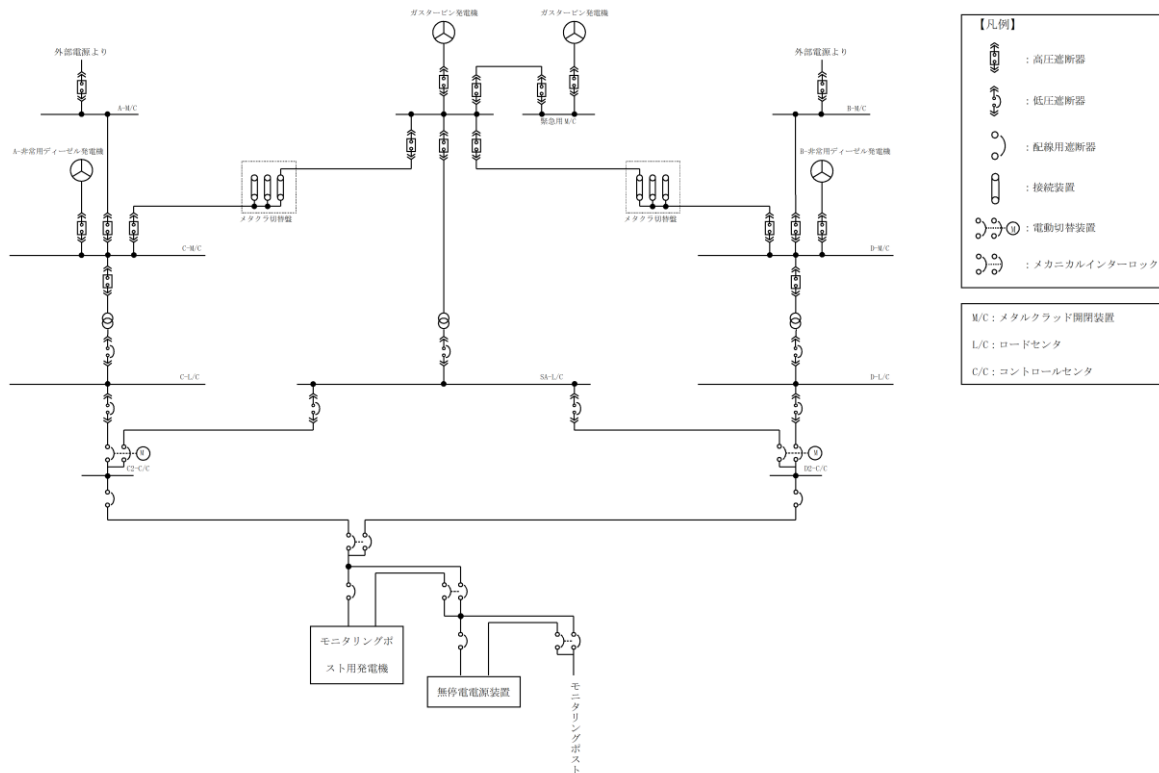 ガスタービン発電機
ガスタービン発電機
外部電源より
外部電源より
A-M/C
緊急用M/C
B-M/C
A-非常用ディーゼル発電機
B-非常用ディーゼル発電機
メタクラ切替盤
メタクラ切替盤
C-M/C
D-M/C
C-L/C
SA-L/C
D-L/C
M
M
C2-C/C
D2-C/C
モニタリングポ
スト用発電機
無停電電源装置
モニタリングポスト
【凡例】
：高圧遮断器
：低圧遮断器
：配線用遮断器
：接続装置
M
：電動切替装置
：メカニカルインターロック
M/C：メタルクラッド開閉装置
L/C：ロードセンタ
C/C：コントロールセンタ